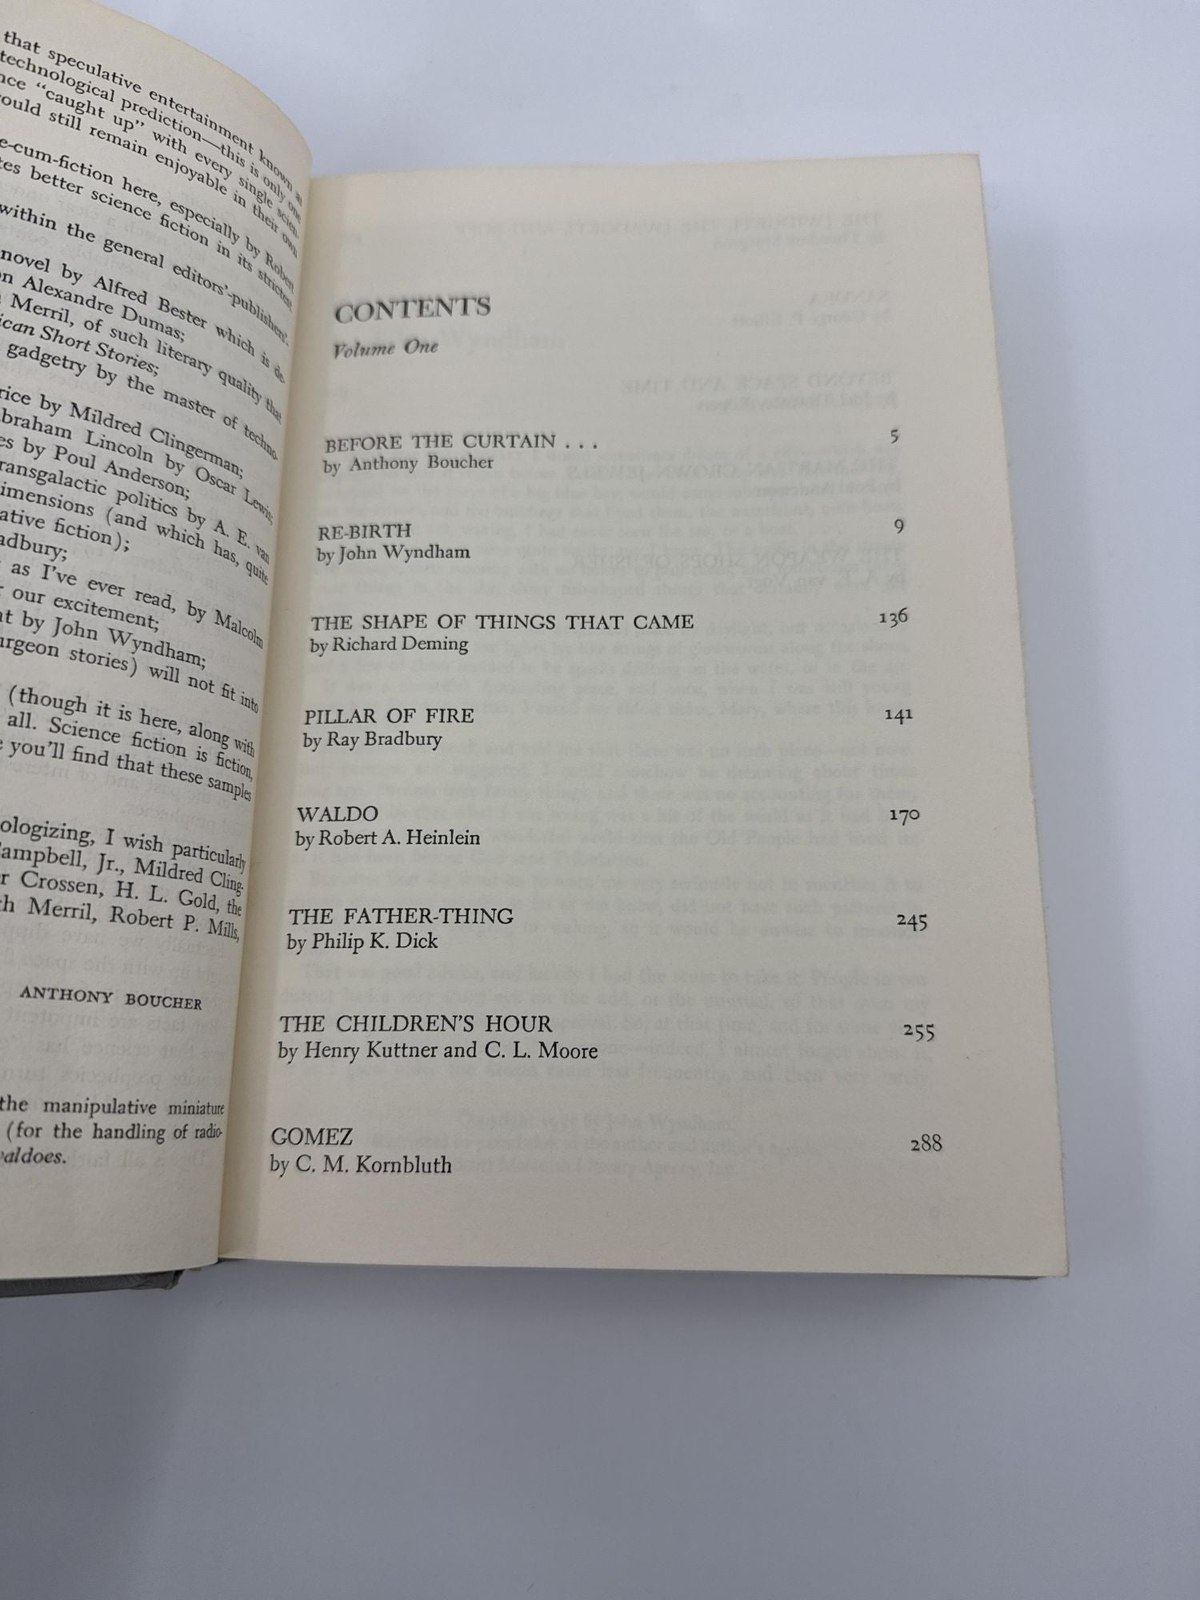 that speculative entertainment known as
technological prediction—this is only one
nce "caught up" with every single scien-
ould still remain enjoyable in their own
e-cum-fiction here, especially by Robert
tes better science fiction in its strictest
within the general editors'-publishers'
novel by Alfred Bester which is de-
on Alexandre Dumas;
Merril, of such literary quality that
ican Short Stories;
gadgetry by the master of techno-
rice by Mildred Clingerman;
braham Lincoln by Oscar Lewis;
es by Poul Anderson;
ransgalactic politics by A. E. van
imensions (and which has, quite
ative fiction);
adbury;
as I've ever read, by Malcolm
our excitement;
nt by John Wyndham;
urgeon stories) will not fit into
(though it is here, along with
all. Science fiction is fiction,
you'll find that these samples
ologizing, I wish particularly
Campbell, Jr., Mildred Cling-
r Crossen, H. L. Gold, the
th Merril, Robert P. Mills,
ANTHONY BOUCHER
the manipulative miniature
(for the handling of radio-
waldoes.
CONTENTS
Volume One
BEFORE THE CURTAIN . . . 5
by Anthony Boucher
RE-BIRTH 9
by John Wyndham
THE SHAPE OF THINGS THAT CAME 136
by Richard Deming
PILLAR OF FIRE 141
by Ray Bradbury
WALDO 170
by Robert A. Heinlein
THE FATHER-THING 245
by Philip K. Dick
THE CHILDREN'S HOUR 255
by Henry Kuttner and C. L. Moore
GOMEZ 288
by C. M. Kornbluth